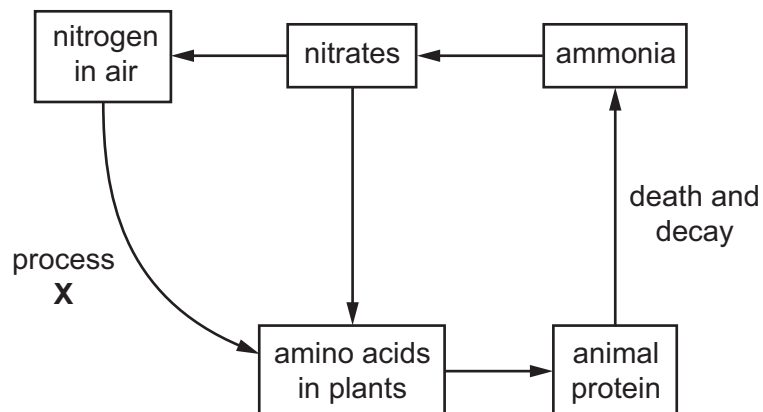 nitrogen
in air
nitrates
ammonia
death and
decay
process
X
amino acids
in plants
animal
protein